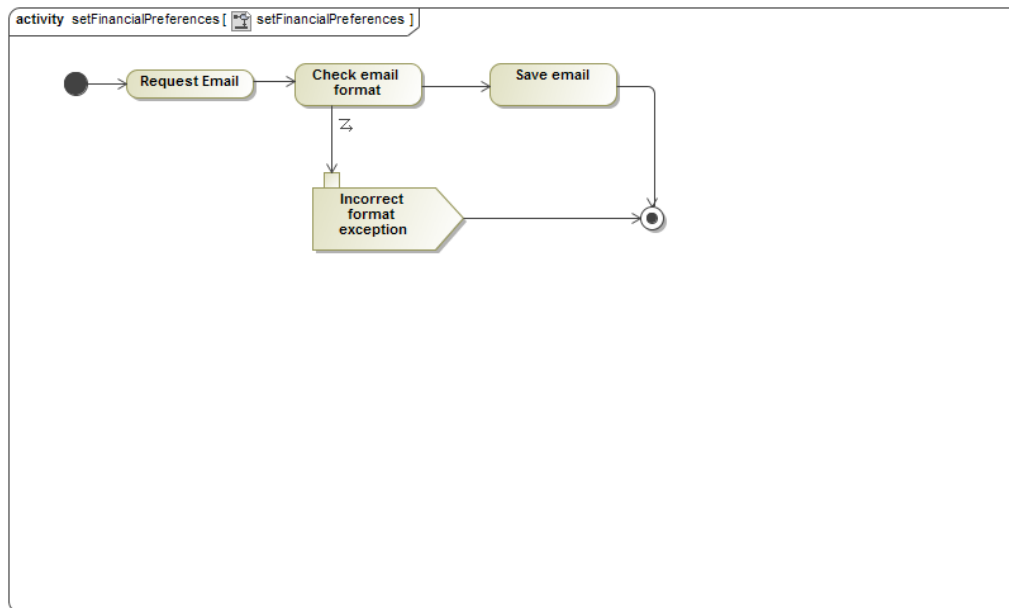 activity setFinancialPreferences [ setFinancialPreferences ]
Request Email
Check email
format
Save email
Incorrect
format
exception